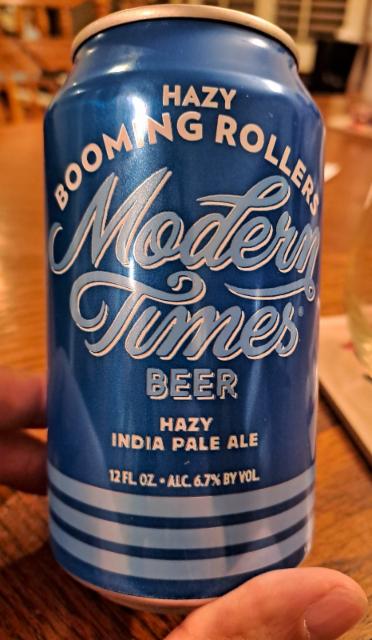 HAZY
BOOMING ROLLERS
Modern
Times®
BEER
HAZY
INDIA PALE ALE
12 FL. OZ. • ALC. 6.7% BY VOL.